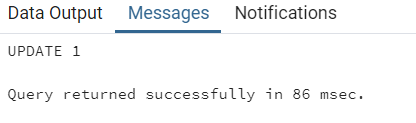 Data Output Messages Notifications
UPDATE 1
Query returned successfully in 86 msec.